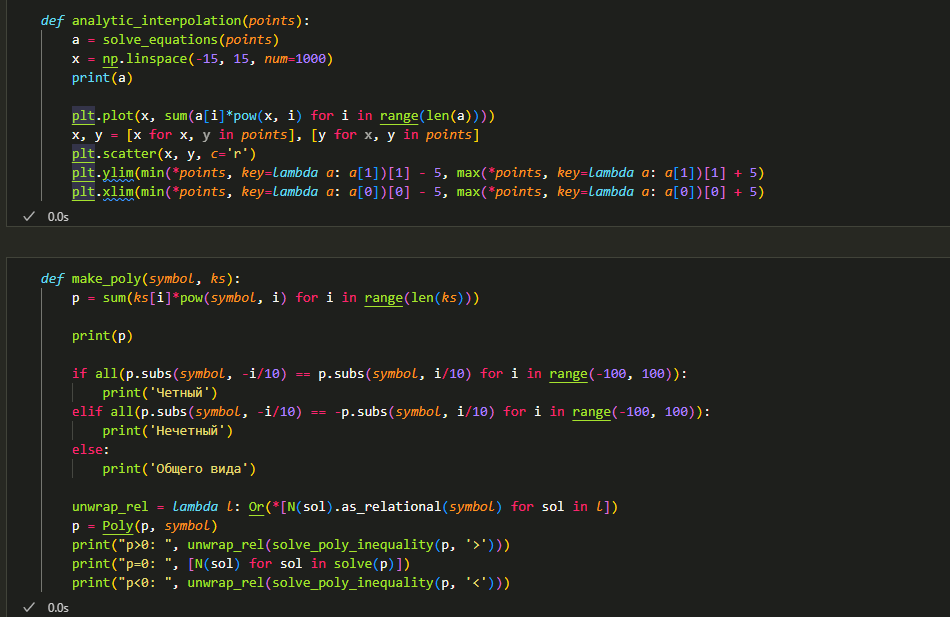 def analytic_interpolation(points):
    a = solve_equations(points)
    x = np.linspace(-15, 15, num=1000)
    print(a)
    plt.plot(x, sum(a[i]*pow(x, i) for i in range(len(a))))
    x, y = [x for x, y in points], [y for x, y in points]
    plt.scatter(x, y, c='r')
    plt.ylim(min(*points, key=lambda a: a[1])[1] - 5, max(*points, key=lambda a: a[1])[1] + 5)
    plt.xlim(min(*points, key=lambda a: a[0])[0] - 5, max(*points, key=lambda a: a[0])[0] + 5)
✓ 0.0s
def make_poly(symbol, ks):
    p = sum(ks[i]*pow(symbol, i) for i in range(len(ks)))
    print(p)
    if all(p.subs(symbol, -i/10) == p.subs(symbol, i/10) for i in range(-100, 100)):
        print('Четный')
    elif all(p.subs(symbol, -i/10) == -p.subs(symbol, i/10) for i in range(-100, 100)):
        print('Нечетный')
    else:
        print('Общего вида')
    unwrap_rel = lambda l: Or(*[N(sol).as_relational(symbol) for sol in l])
    p = Poly(p, symbol)
    print("p>0: ", unwrap_rel(solve_poly_inequality(p, '>')))
    print("p=0: ", [N(sol) for sol in solve(p)])
    print("p<0: ", unwrap_rel(solve_poly_inequality(p, '<')))
✓ 0.0s